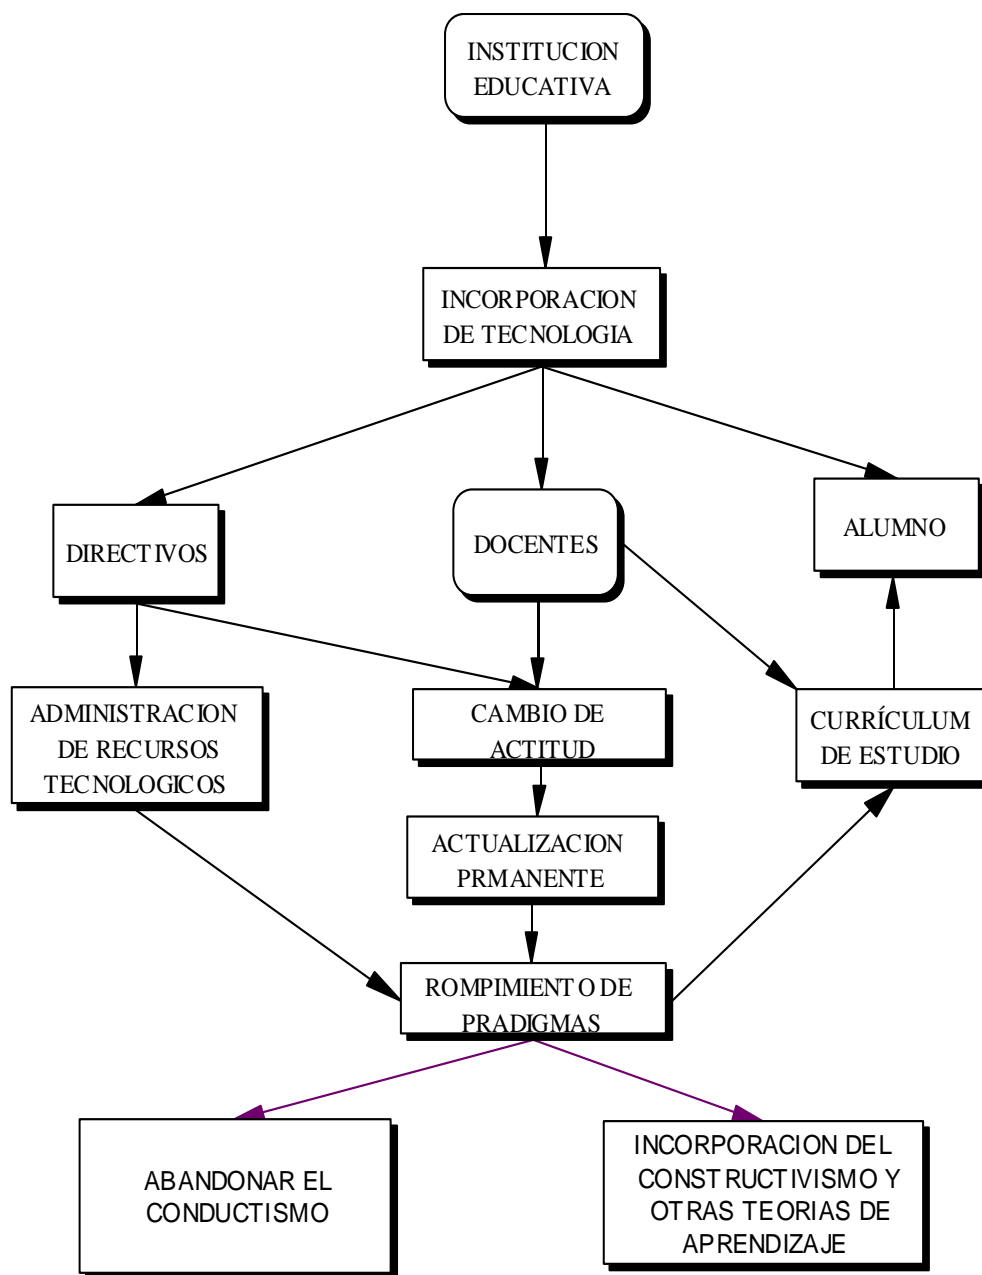 INSTITUCION
EDUCATIVA
INCORPORACION
DE TECNOLOGIA
DIRECTIVOS
DOCENTES
ALUMNO
ADMINISTRACION
DE RECURSOS
TECNOLOGICOS
CAMBIO DE
ACTITUD
CURRÍCULUM
DE ESTUDIO
ACTUALIZACION
PRMANENTE
ROMPIMIENTO DE
PRADIGMAS
ABANDONAR EL
CONDUCTISMO
INCORPORACION DEL
CONSTRUCTIVISMO Y
OTRAS TEORIAS DE
APRENDIZAJE